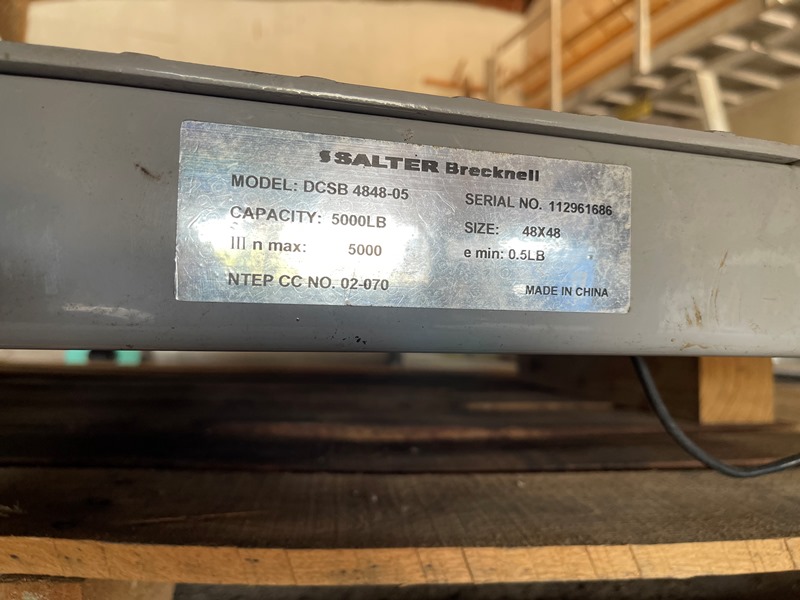 SALTER Brecknell
MODEL: DCSB 4848-05
SERIAL NO. 112961686
CAPACITY: 5000LB
SIZE: 48X48
III n max: 5000
e min: 0.5LB
NTEP CC NO. 02-070
MADE IN CHINA